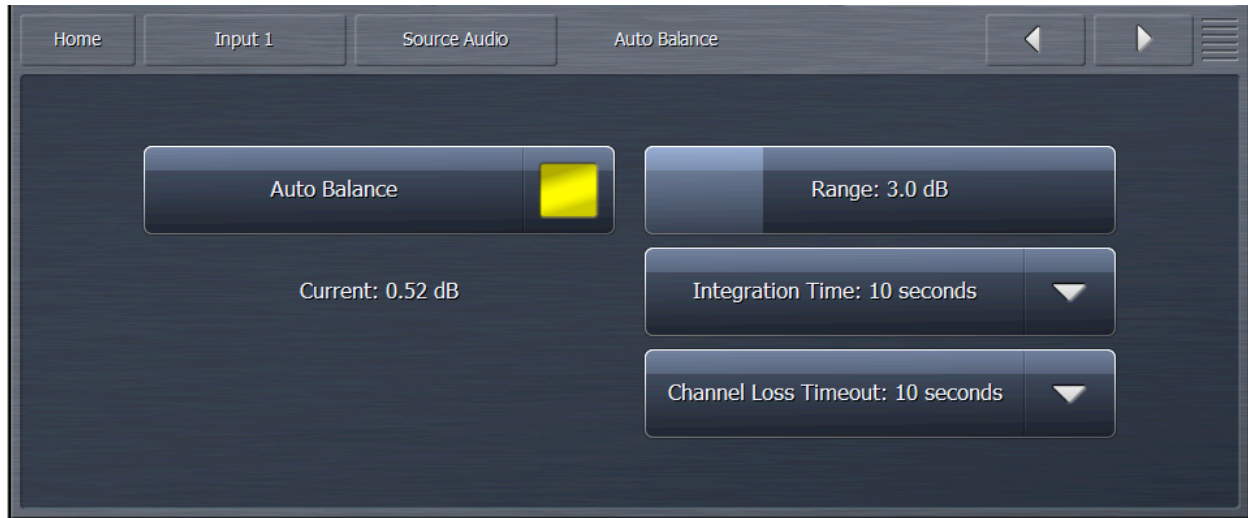 Home Input 1 Source Audio Auto Balance
Auto Balance
Range: 3.0 dB
Current: 0.52 dB
Integration Time: 10 seconds
Channel Loss Timeout: 10 seconds